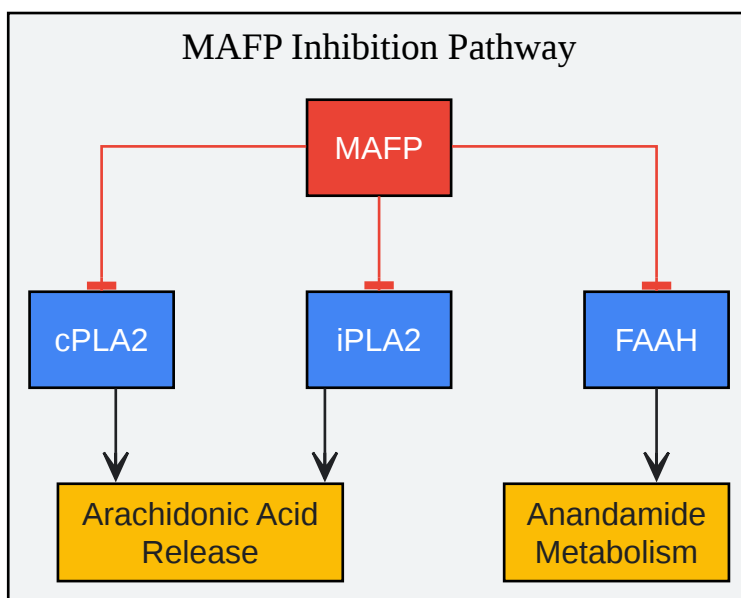 MAFP Inhibition Pathway
MAFP
cPLA2
iPLA2
FAAH
Arachidonic Acid
Release
Anandamide
Metabolism